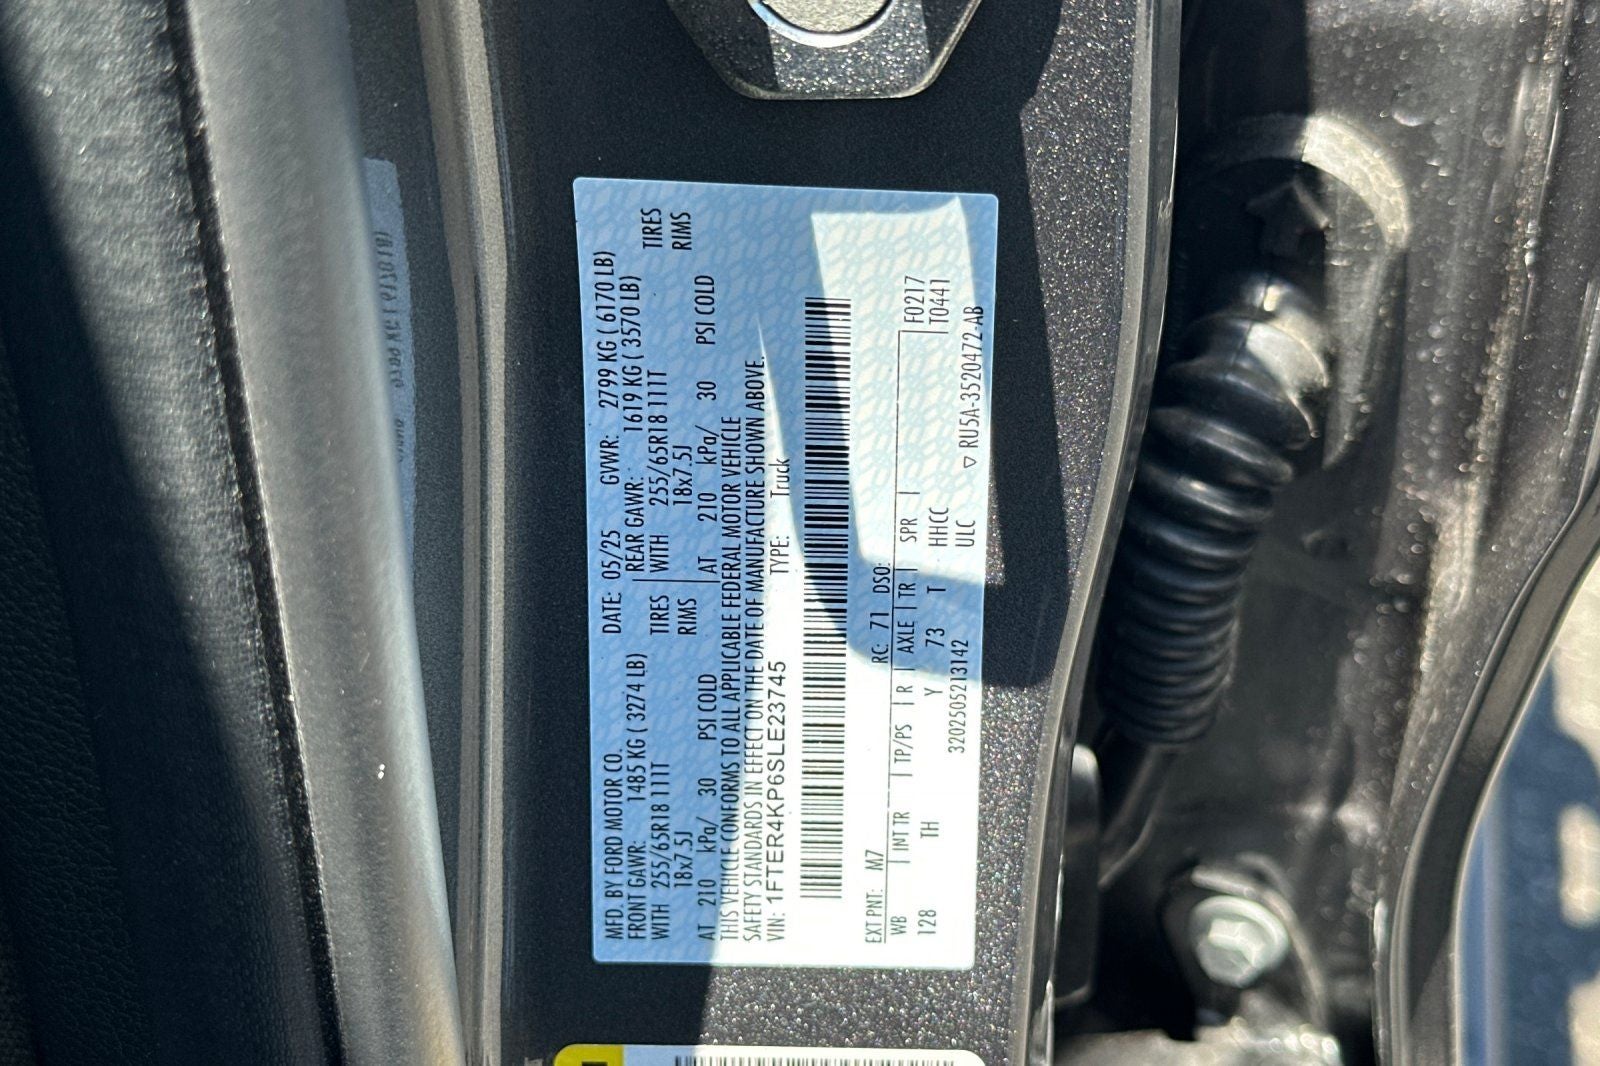 MFD. BY FORD MOTOR CO. DATE: 05/25 GVWR: 2799 KG ( 6170 LB)
FRONT GAWR: 1485 KG ( 3274 LB) REAR GAWR: 1619 KG ( 3570 LB)
WITH 255/65R18 111T TIRES WITH 255/65R18 111T TIRES
18x7.5J RIMS 18x7.5J RIMS
AT 210 kPa/ 30 PSI COLD AT 210 kPa/ 30 PSI COLD
THIS VEHICLE CONFORMS TO ALL APPLICABLE FEDERAL MOTOR VEHICLE
SAFETY STANDARDS IN EFFECT ON THE DATE OF MANUFACTURE SHOWN ABOVE.
VIN: 1FTER4KP6SLE23745 TYPE: Truck
EXT PNT: M7 RC: 71 DSO:
WB INT TR TP/PS R AXLE TR SPR F0217
128 TH Y 73 T HHCC T0441
320250521314​2 ULC
▽ RU5A-3520472-AB